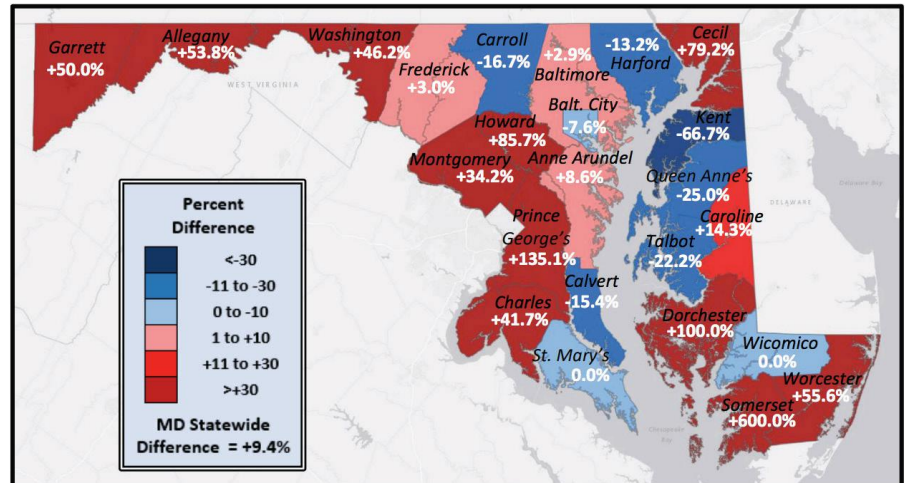 Garrett
+50.0%
Allegany
+53.8%
Washington
+46.2%
Frederick
+3.0%
Carroll
-16.7%
+2.9%
Baltimore
-13.2%
Harford
Cecil
+79.2%
WEST VIRGINIA
Balt. City
-7.6%
Kent
-66.7%
Howard
+85.7%
Montgomery
+34.2%
Anne Arundel
+8.6%
Queen Anne's
-25.0%
Delaware Bay
DELAWARE
Caroline
+14.3%
Prince
George's
+135.1%
Talbot
-22.2%
Calvert
-15.4%
Charles
+41.7%
Dorchester
+100.0%
St. Mary's
0.0%
Wicomico
0.0%
Worcester
+55.6%
Somerset
+600.0%
Chesapeake
Bay
Percent
Difference
<-30
-11 to -30
0 to -10
1 to +10
+11 to +30
>+30
MD Statewide
Difference = +9.4%